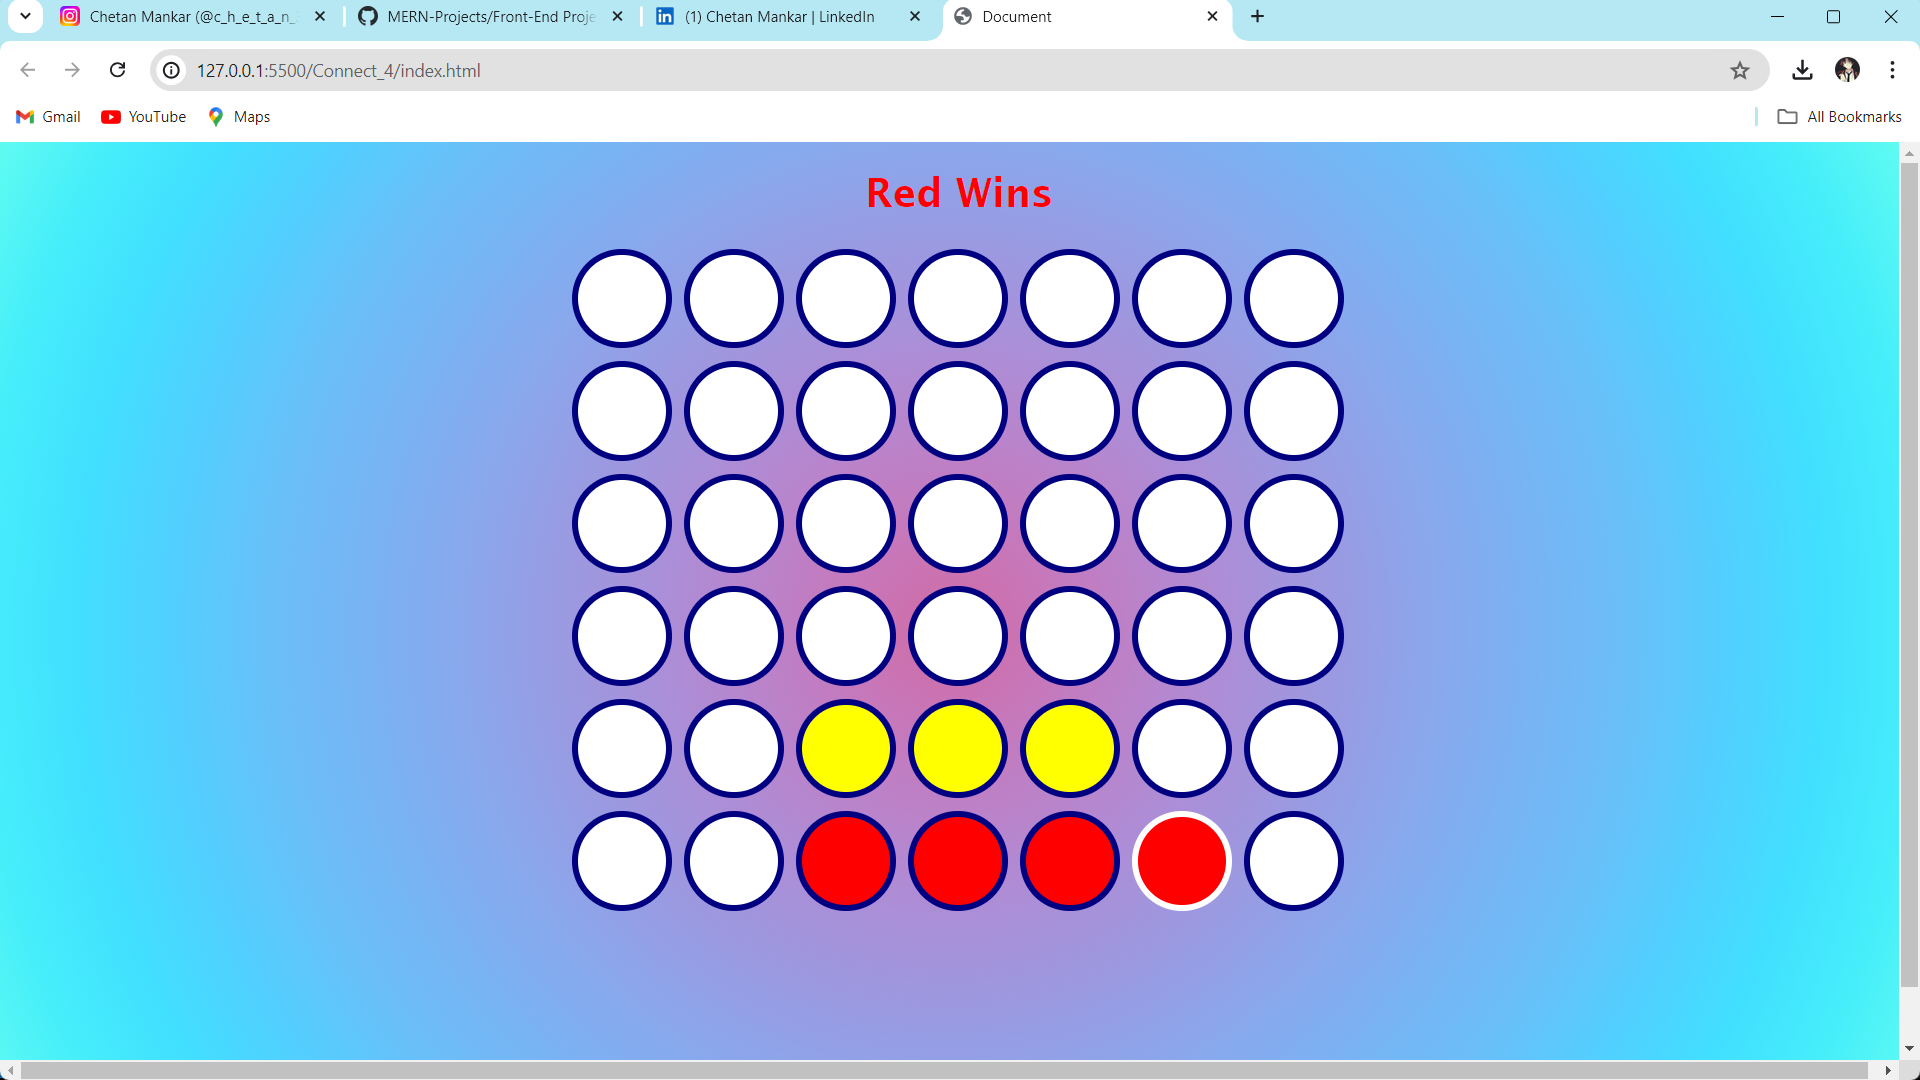 Chetan Mankar (@c_h_e_t_a_n_
MERN-Projects/Front-End Proje
(1) Chetan Mankar | LinkedIn
Document
127.0.0.1:5500/Connect_4/index.html
Gmail
YouTube
Maps
All Bookmarks
Red Wins